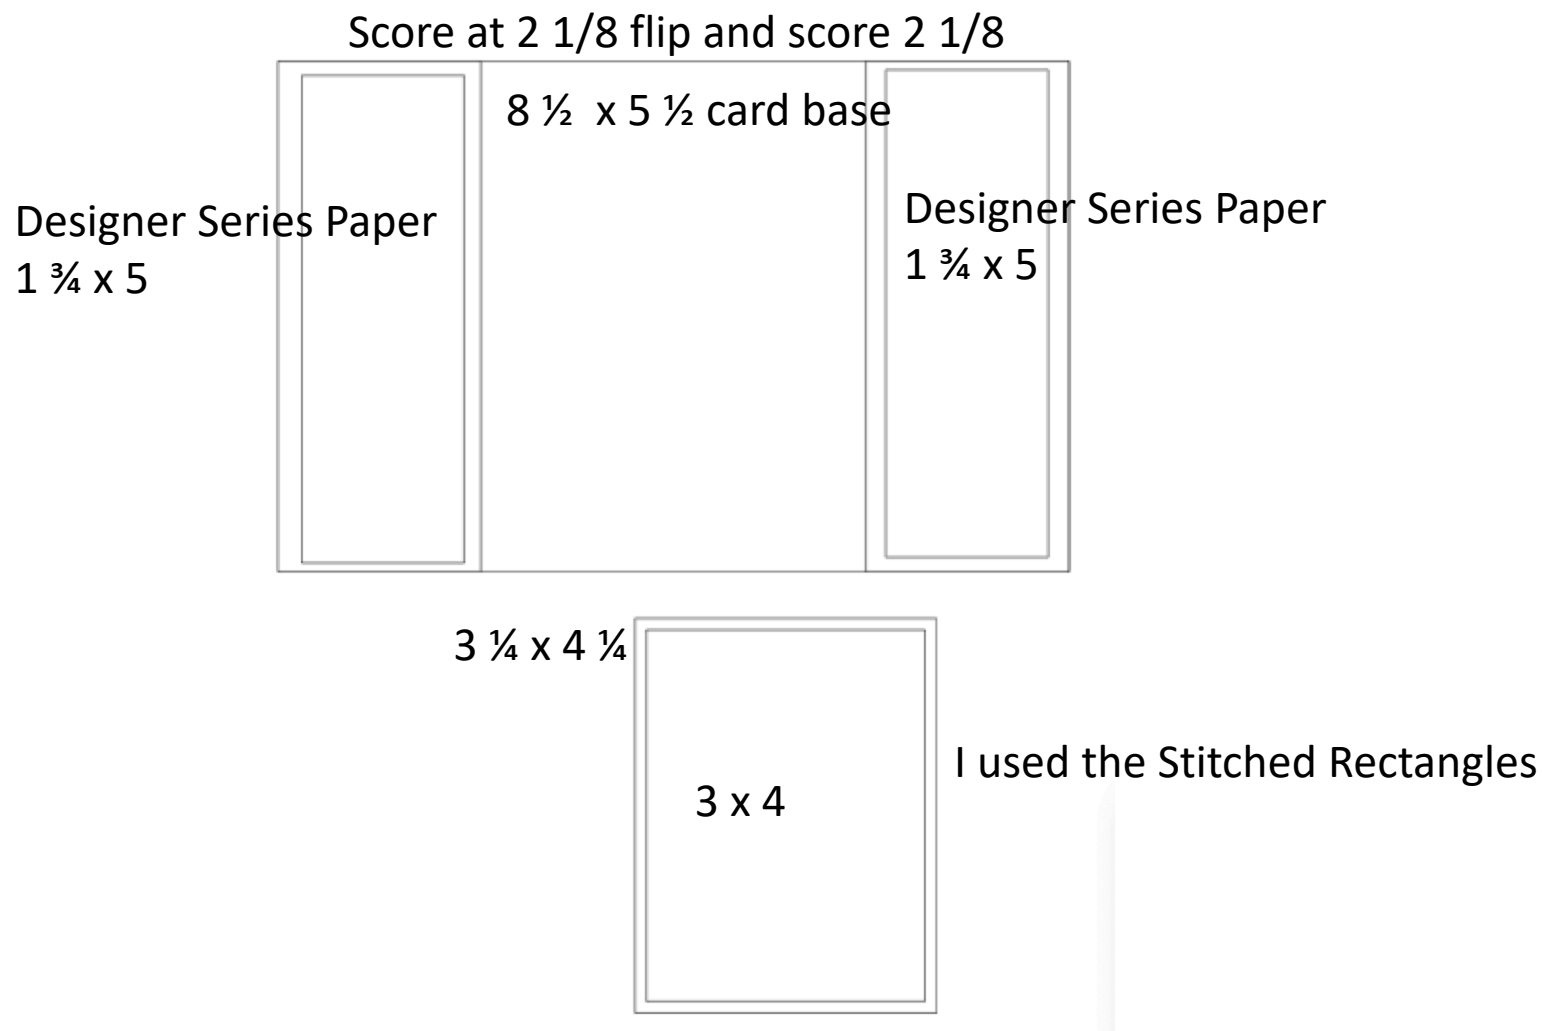 Score at 2 1/8 flip and score 2 1/8
8 ½  x 5 ½ card base
Designer Series Paper
1 ¾ x 5
Designer Series Paper
1 ¾ x 5
3 ¼ x 4 ¼
I used the Stitched Rectangles
3 x 4